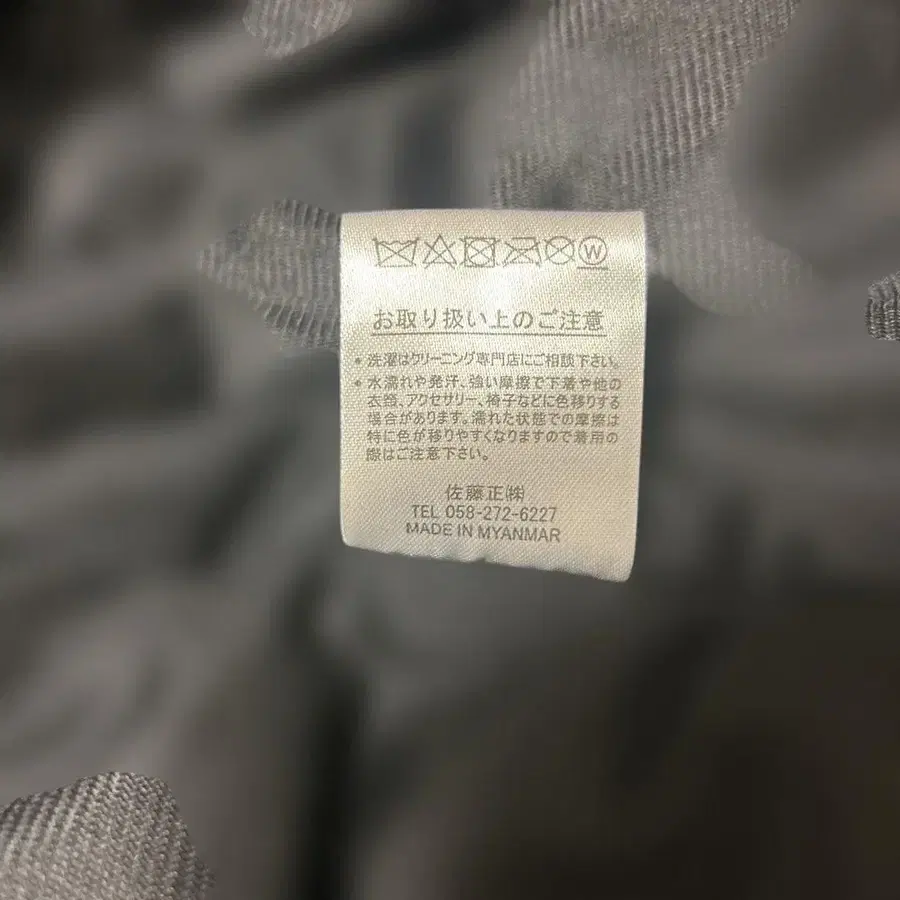 W
お取り扱い上のご注意
• 洗濯はクリーニング専門店にご相談下さい。
• 水濡れや発汗、強い摩擦で下着や他の
衣類、アクセサリー、椅子などに色移りする
場合があります。濡れた状態での摩擦は
特に色が移りやすくなりますので着用の
際はご注意下さい。
佐藤正㈱
TEL 058-272-6227
MADE IN MYANMAR